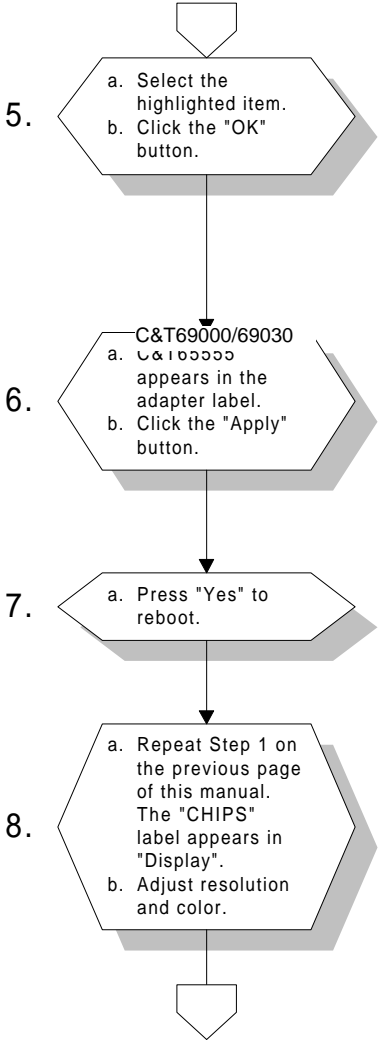 5.
a. Select the
highlighted item.
b. Click the "OK"
button.
6.
C&T69000/69030
a. C&T65555
appears in the
adapter label.
b. Click the "Apply"
button.
7.
a. Press "Yes" to
reboot.
8.
a. Repeat Step 1 on
the previous page
of this manual.
The "CHIPS"
label appears in
"Display".
b. Adjust resolution
and color.